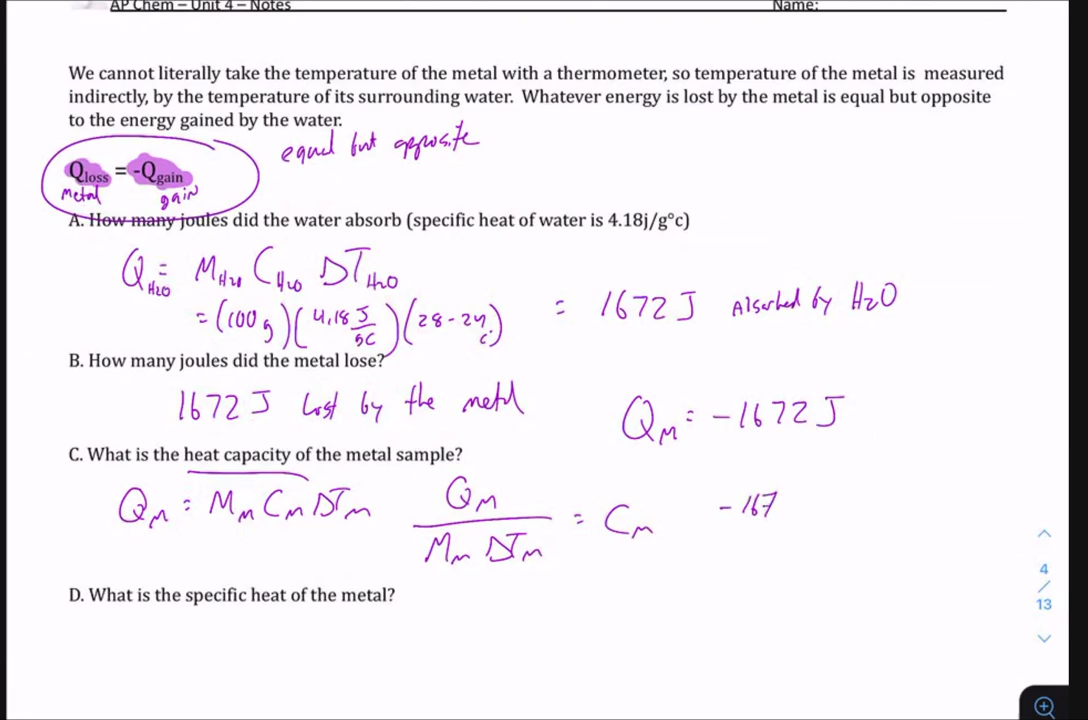 AP Chem – Unit 4 – Notes Name:
We cannot literally take the temperature of the metal with a thermometer, so temperature of the metal is measured
indirectly, by the temperature of its surrounding water. Whatever energy is lost by the metal is equal but opposite
to the energy gained by the water.
equal but opposite
Qloss = -Qgain
metal gain
A. How many joules did the water absorb (specific heat of water is 4.18j/g°c)
QH2O = MH2O CH2O DTH2O
= (100g)(4.18 J/gC)(28-24C) = 1672 J Absorbed by H2O
B. How many joules did the metal lose?
1672 J lost by the metal QM = -1672 J
C. What is the heat capacity of the metal sample?
QM = MM CM DTM QM / MM DTM = CM -167
D. What is the specific heat of the metal?
4
/
13